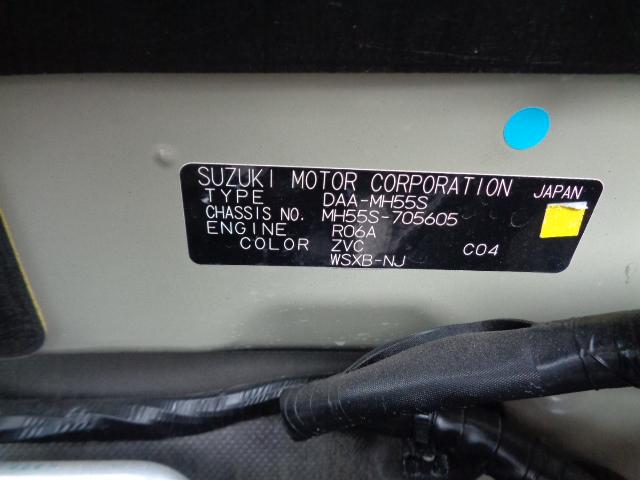 SUZUKI MOTOR CORPORATION JAPAN
TYPE DAA-MH55S
CHASSIS NO. MH55S-705605
ENGINE R06A
COLOR ZVC C04
WSXB-NJ